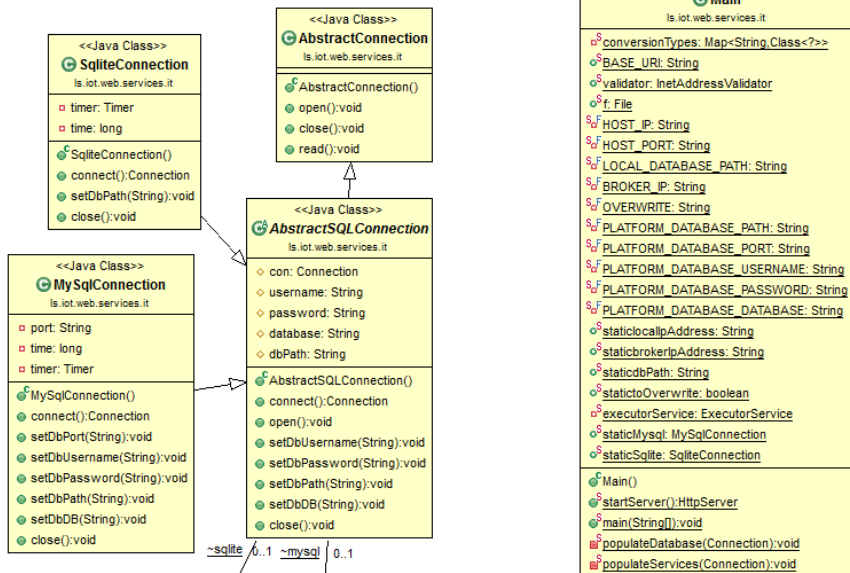 <<Java Class>>
SqliteConnection
ls.iot.web.services.it
timer: Timer
time: long
SqliteConnection()
connect():Connection
setDbPath(String):void
close():void
<<Java Class>>
AbstractConnection
ls.iot.web.services.it
AbstractConnection()
open():void
close():void
read():void
<<Java Class>>
MySqlConnection
ls.iot.web.services.it
port: String
time: long
timer: Timer
MySqlConnection()
connect():Connection
setDbPort(String):void
setDbUsername(String):void
setDbPassword(String):void
setDbPath(String):void
setDbDB(String):void
close():void
<<Java Class>>
AbstractSQLConnection
ls.iot.web.services.it
con: Connection
username: String
password: String
database: String
dbPath: String
AbstractSQLConnection()
connect():Connection
open():void
setDbUsername(String):void
setDbPassword(String):void
setDbPath(String):void
setDbDB(String):void
close():void
~sqlite 0..1 ~mysql 0..1
Main
ls.iot.web.services.it
conversionTypes: Map<String,Class<?>>
BASE_URI: String
validator: InetAddressValidator
f: File
HOST_IP: String
HOST_PORT: String
LOCAL_DATABASE_PATH: String
BROKER_IP: String
OVERWRITE: String
PLATFORM_DATABASE_PATH: String
PLATFORM_DATABASE_PORT: String
PLATFORM_DATABASE_USERNAME: String
PLATFORM_DATABASE_PASSWORD: String
PLATFORM_DATABASE_DATABASE: String
staticlocalIpAddress: String
staticbrokerIpAddress: String
staticdbPath: String
statictoOverwrite: boolean
executorService: ExecutorService
staticMysql: MySqlConnection
staticSqlite: SqliteConnection
Main()
startServer():HttpServer
main(String[]):void
populateDatabase(Connection):void
populateServices(Connection):void